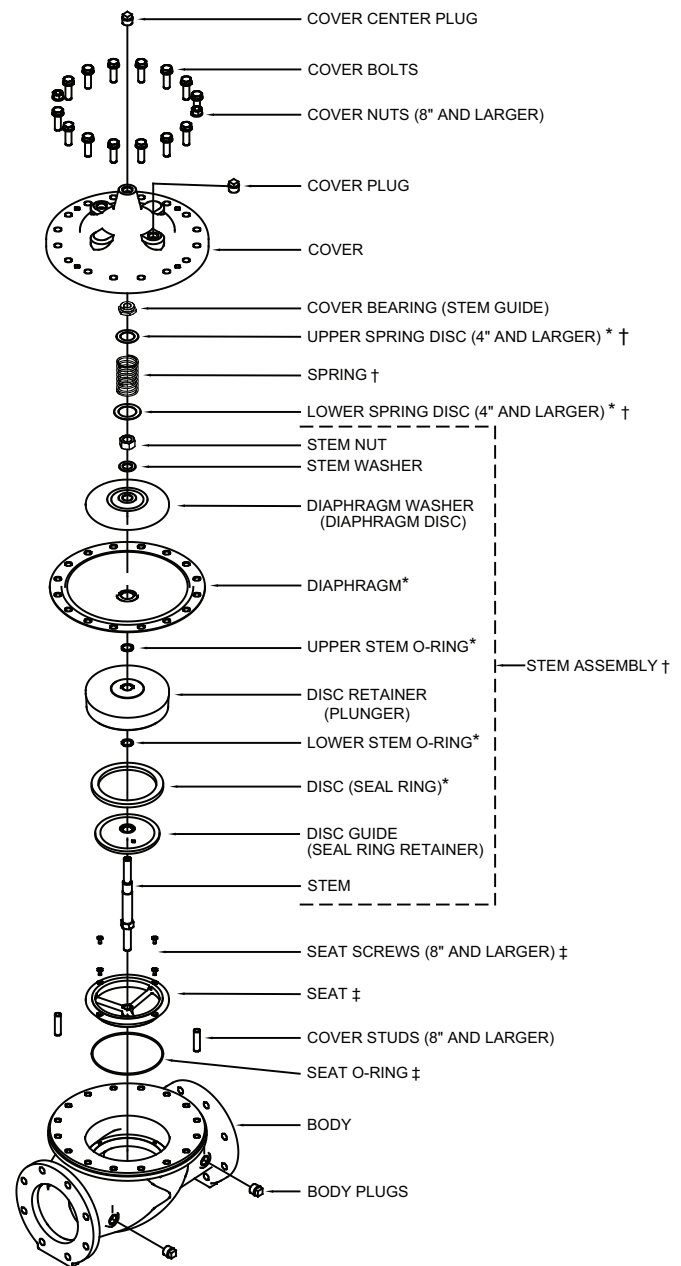 COVER CENTER PLUG
COVER BOLTS
COVER NUTS (8" AND LARGER)
COVER PLUG
COVER
COVER BEARING (STEM GUIDE)
UPPER SPRING DISC (4" AND LARGER) * †
SPRING †
LOWER SPRING DISC (4" AND LARGER) * †
STEM NUT
STEM WASHER
DIAPHRAGM WASHER
(DIAPHRAGM DISC)
DIAPHRAGM*
UPPER STEM O-RING*
STEM ASSEMBLY †
DISC RETAINER
(PLUNGER)
LOWER STEM O-RING*
DISC (SEAL RING)*
DISC GUIDE
(SEAL RING RETAINER)
STEM
SEAT SCREWS (8" AND LARGER) ‡
SEAT ‡
COVER STUDS (8" AND LARGER)
SEAT O-RING ‡
BODY
BODY PLUGS